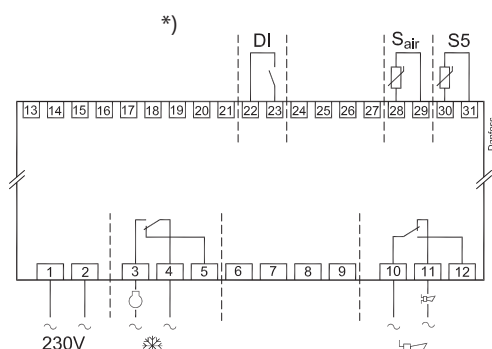 *)
DI Sair S5
13 14 15 16 17 18 19 20 21 22 23 24 25 26 27 28 29 30 31
Danfoss
1 2 3 4 5 6 7 8 9 10 11 12
~ ~ ~ ~ ~ ~
230V